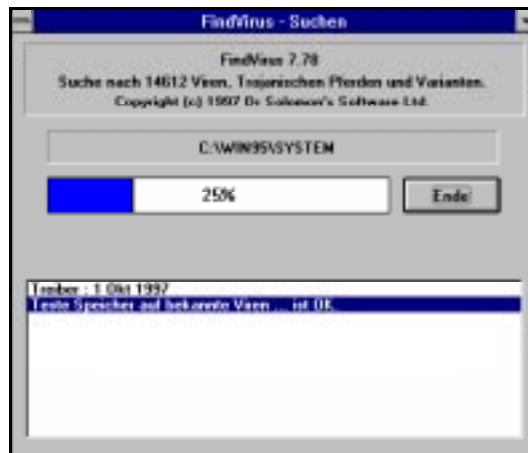 FindVirus - Suchen
FindVirus 7.78
Suche nach 14612 Viren, Trojanischen Pferden und Varianten.
Copyright (c) 1997 Dr Solomon's Software Ltd.
C:\WIN95\SYSTEM
25%
Ende
Treiber : 1 Okt 1997
Teste Speicher auf bekannte Viren ... ist OK.